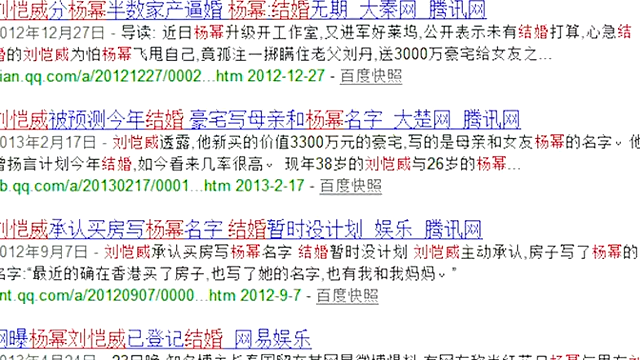 刘恺威分杨幂半数家产逼婚 杨幂:结婚无期_大秦网_腾讯网
2012年12月27日 - 导读: 近日杨幂升级开工作室,又进军好莱坞,公开表示未有结婚打算,心急结
婚的刘恺威为怕杨幂飞甩自己,竟孤注一掷瞒住老父刘丹,送3000万豪宅给女友之...
xian.qq.com/a/20121227/0002...htm 2012-12-27 - 百度快照
刘恺威被预测今年结婚 豪宅写母亲和杨幂名字_大楚网_腾讯网
2013年2月17日 - 刘恺威透露,他新买的价值3300万元的豪宅,写的是母亲和女友杨幂的名字。他
曾扬言计划今年结婚,如今看来几率很高。 现年38岁的刘恺威与26岁的杨幂...
b.qq.com/a/20130217/0001...htm 2013-2-17 - 百度快照
刘恺威承认买房写杨幂名字 结婚暂时没计划_娱乐_腾讯网
2012年9月7日 - 刘恺威承认买房写杨幂名字 结婚暂时没计划 刘恺威主动承认,房子写了杨幂的
名字:“最近的确在香港买了房子,也写了她的名字,也有我和我妈妈。”
ent.qq.com/a/20120907/0000...htm 2012-9-7 - 百度快照
网曝杨幂刘恺威已登记结婚_网易娱乐